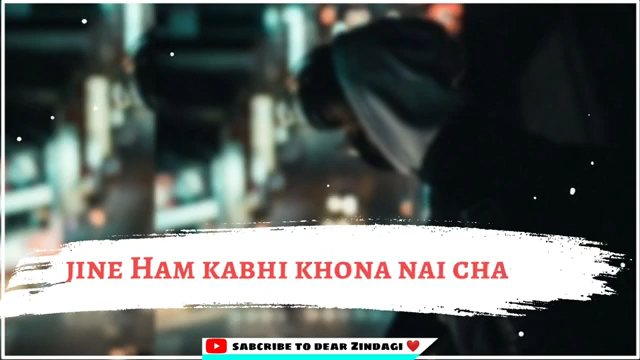 jine Ham kabhi khona nai cha
Sabcribe to dear Zindagi ❤️